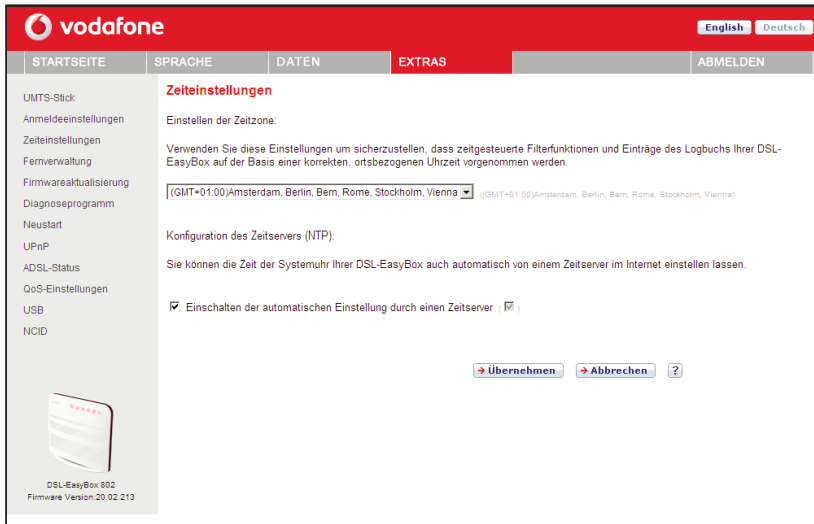 vodafone
English Deutsch
STARTSEITE SPRACHE DATEN EXTRAS ABMELDEN
UMTS-Stick
Anmeldeeinstellungen
Zeiteinstellungen
Fernverwaltung
Firmwareaktualisierung
Diagnoseprogramm
Neustart
UPnP
ADSL-Status
QoS-Einstellungen
USB
NCID
DSL-EasyBox 802
Firmware Version:20.02.213
Zeiteinstellungen
Einstellen der Zeitzone:
Verwenden Sie diese Einstellungen um sicherzustellen, dass zeitgesteuerte Filterfunktionen und Einträge des Logbuchs Ihrer DSL-
EasyBox auf der Basis einer korrekten, ortsbezogenen Uhrzeit vorgenommen werden.
(GMT+01:00)Amsterdam, Berlin, Bern, Rome, Stockholm, Vienna ((GMT+01:00)Amsterdam, Berlin, Bern, Rome, Stockholm, Vienna)
Konfiguration des Zeitservers (NTP):
Sie können die Zeit der Systemuhr Ihrer DSL-EasyBox auch automatisch von einem Zeitserver im Internet einstellen lassen.
Einschalten der automatischen Einstellung durch einen Zeitserver ( )
Übernehmen Abbrechen ?